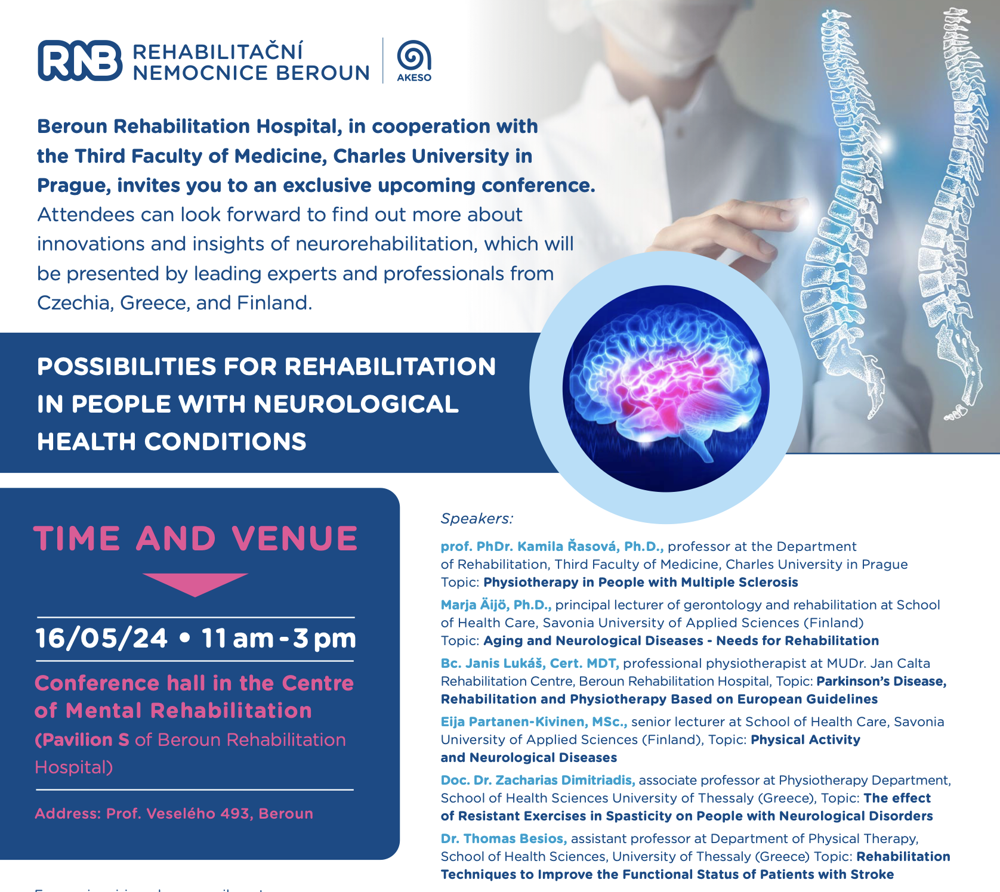 RNB
REHABILITAČNÍ
NEMOCNICE BEROUN
AKESO
Beroun Rehabilitation Hospital, in cooperation with
the Third Faculty of Medicine, Charles University in
Prague, invites you to an exclusive upcoming conference.
Attendees can look forward to find out more about
innovations and insights of neurorehabilitation, which will
be presented by leading experts and professionals from
Czechia, Greece, and Finland.
POSSIBILITIES FOR REHABILITATION
IN PEOPLE WITH NEUROLOGICAL
HEALTH CONDITIONS
TIME AND VENUE
16/05/24 • 11 am - 3 pm
Conference hall in the Centre
of Mental Rehabilitation
(Pavilion S of Beroun Rehabilitation
Hospital)
Address: Prof. Veselého 493, Beroun
Speakers:
prof. PhDr. Kamila Řasová, Ph.D., professor at the Department
of Rehabilitation, Third Faculty of Medicine, Charles University in Prague
Topic: Physiotherapy in People with Multiple Sclerosis
Marja Äijö, Ph.D., principal lecturer of gerontology and rehabilitation at School
of Health Care, Savonia University of Applied Sciences (Finland)
Topic: Aging and Neurological Diseases - Needs for Rehabilitation
Bc. Janis Lukáš, Cert. MDT, professional physiotherapist at MUDr. Jan Calta
Rehabilitation Centre, Beroun Rehabilitation Hospital, Topic: Parkinson's Disease,
Rehabilitation and Physiotherapy Based on European Guidelines
Eija Partanen-Kivinen, MSc., senior lecturer at School of Health Care, Savonia
University of Applied Sciences (Finland), Topic: Physical Activity
and Neurological Diseases
Doc. Dr. Zacharias Dimitriadis, associate professor at Physiotherapy Department,
School of Health Sciences University of Thessaly (Greece), Topic: The effect
of Resistant Exercises in Spasticity on People with Neurological Disorders
Dr. Thomas Besios, assistant professor at Department of Physical Therapy,
School of Health Sciences, University of Thessaly (Greece) Topic: Rehabilitation
Techniques to Improve the Functional Status of Patients with Stroke